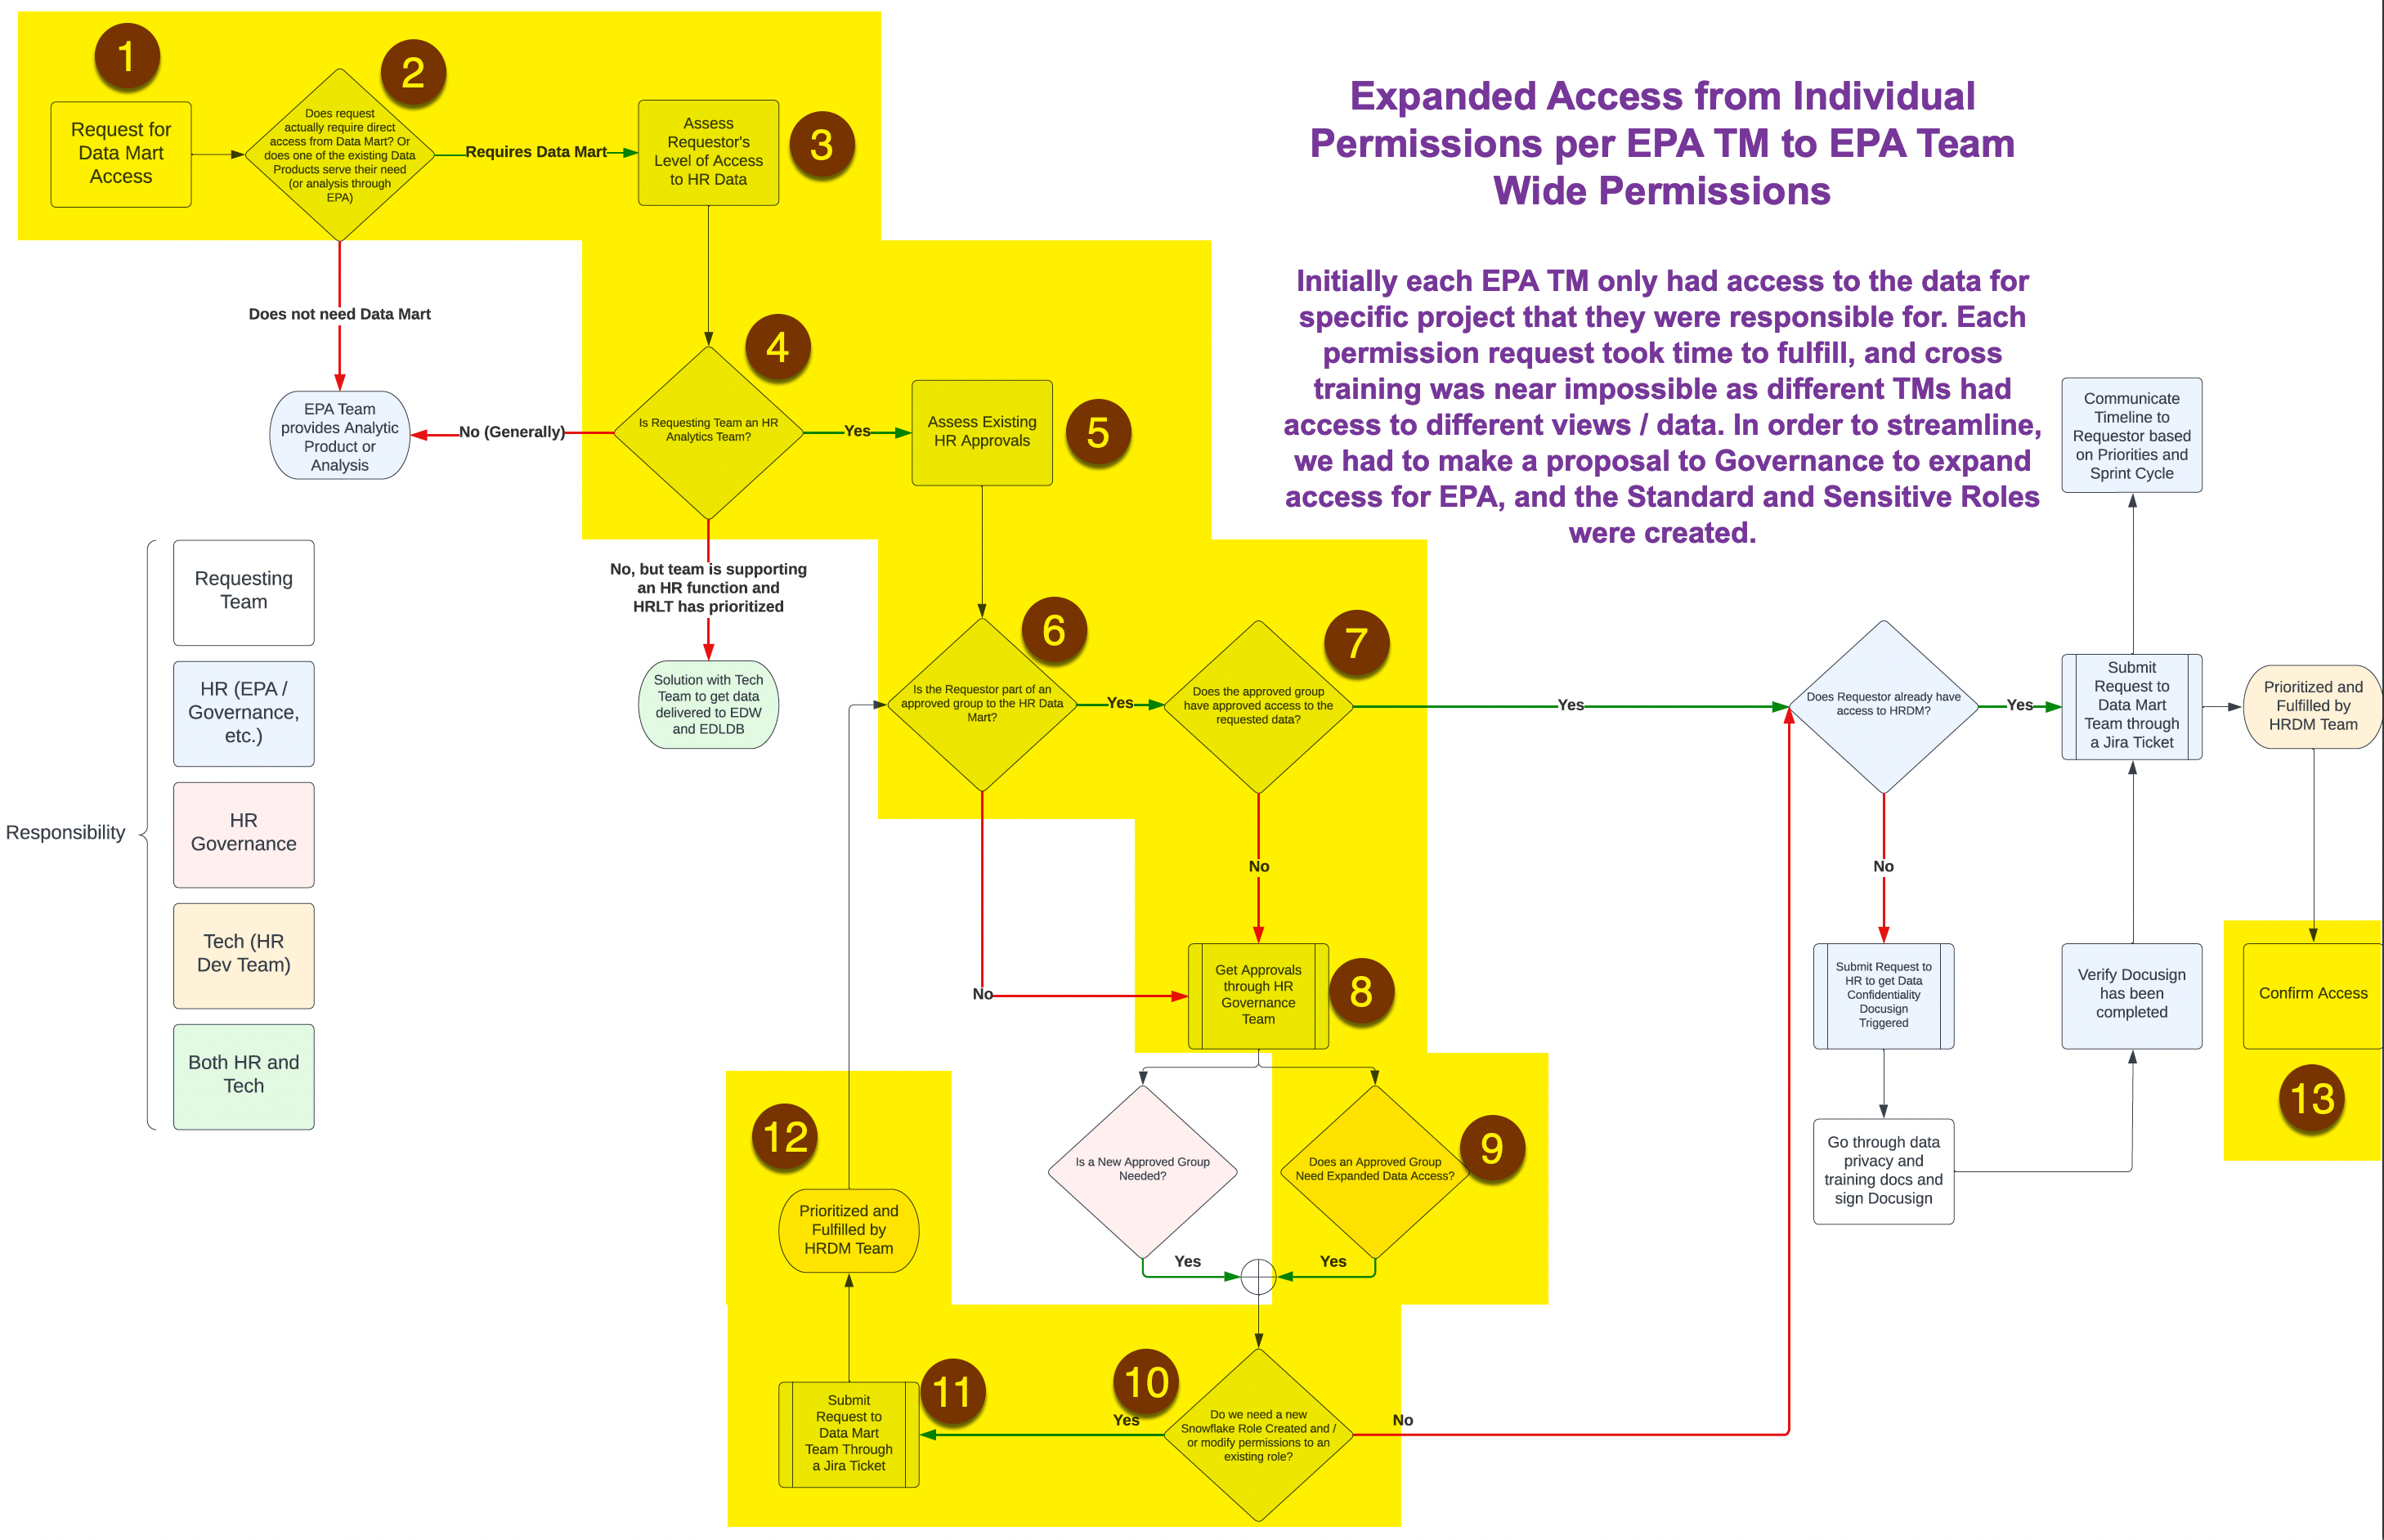 Expanded Access from Individual
Permissions per EPA TM to EPA Team
Wide Permissions
Initially each EPA TM only had access to the data for
specific project that they were responsible for. Each
permission request took time to fulfill, and cross
training was near impossible as different TMs had
access to different views / data. In order to streamline,
we had to make a proposal to Governance to expand
access for EPA, and the Standard and Sensitive Roles
were created.
1
Request for
Data Mart
Access
2
Does request
actually require direct
access from Data Mart? Or
does one of the existing Data
Products serve their need
(or analysis through
EPA)
Requires Data Mart
Does not need Data Mart
3
Assess
Requestor's
Level of Access
to HR Data
4
Is Requesting Team an HR
Analytics Team?
No (Generally)
EPA Team
provides Analytic
Product or
Analysis
Yes
5
Assess Existing
HR Approvals
No, but team is supporting
an HR function and
HRLT has prioritized
Solution with Tech
Team to get data
delivered to EDW
and EDLDB
6
Is the Requestor part of an
approved group to the HR Data
Mart?
Yes
No
7
Does the approved group
have approved access to the
requested data?
Yes
No
8
Get Approvals
through HR
Governance
Team
Is a New Approved Group
Needed?
Yes
9
Does an Approved Group
Need Expanded Data Access?
Yes
10
Do we need a new
Snowflake Role Created and /
or modify permissions to an
existing role?
Yes
No
11
Submit
Request to
Data Mart
Team Through
a Jira Ticket
12
Prioritized and
Fulfilled by
HRDM Team
Does Requestor already have
access to HRDM?
Yes
No
Submit Request to
HR to get Data
Confidentiality
Docusign
Triggered
Go through data
privacy and
training docs and
sign Docusign
Verify Docusign
has been
completed
Submit
Request to
Data Mart
Team through
a Jira Ticket
Communicate
Timeline to
Requestor based
on Priorities and
Sprint Cycle
Prioritized and
Fulfilled by
HRDM Team
Confirm Access
13
Responsibility
Requesting
Team
HR (EPA /
Governance,
etc.)
HR
Governance
Tech (HR
Dev Team)
Both HR and
Tech